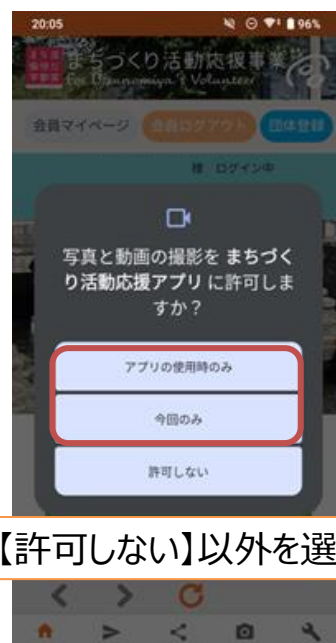 20:05
96%
まちづくり活動応援事業
For Utsunomiya's Volunteer
会員マイページ
会員ログアウト
団体登録
様 ログイン中
写真と動画の撮影を まちづく
り活動応援アプリ に許可しま
すか？
アプリの使用時のみ
今回のみ
許可しない
【許可しない】以外を選